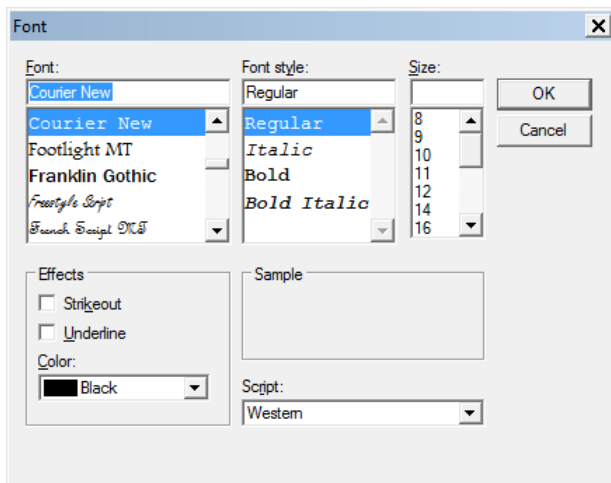 Font
Font: Font style: Size:
Courier New Regular
OK
Cancel
Courier New
Footlight MT
Franklin Gothic
Freestyle Script
French Script MT
Regular
Italic
Bold
Bold Italic
8
9
10
11
12
14
16
Effects
Strikeout
Underline
Color:
Black
Sample
Script:
Western